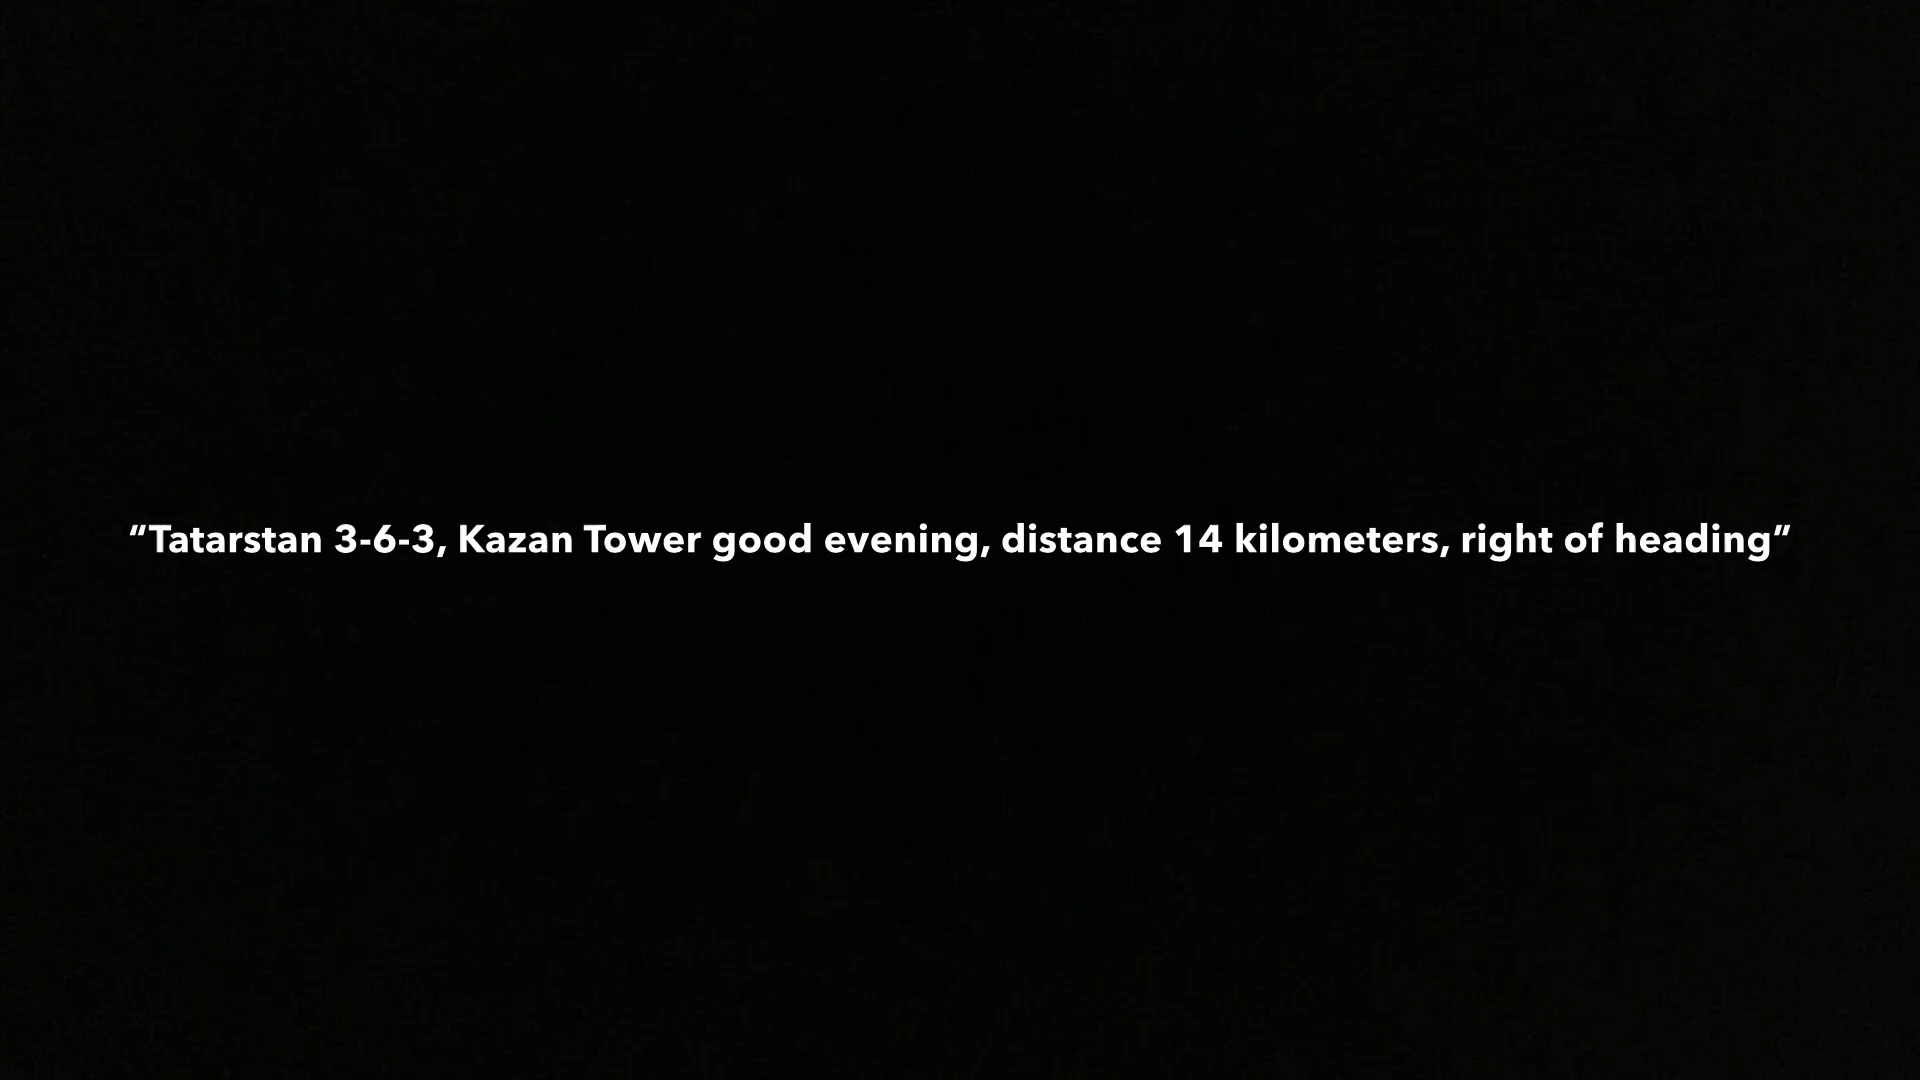 “Tatarstan 3-6-3, Kazan Tower good evening, distance 14 kilometers, right of heading”